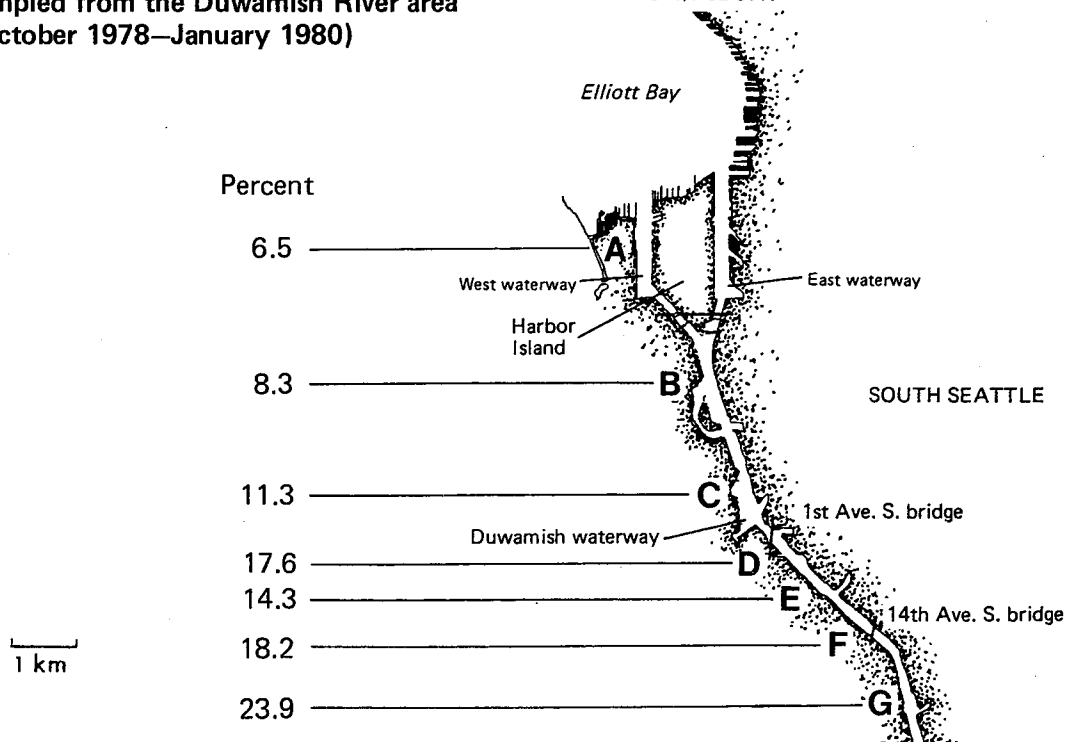 from the Duwamish River area
1978—January 1980)
Elliott Bay
Percent
6.5
A
West waterway
East waterway
Harbor
Island
8.3
B
SOUTH SEATTLE
11.3
C
1st Ave. S. bridge
Duwamish waterway
17.6
D
14.3
E
14th Ave. S. bridge
18.2
F
1 km
23.9
G